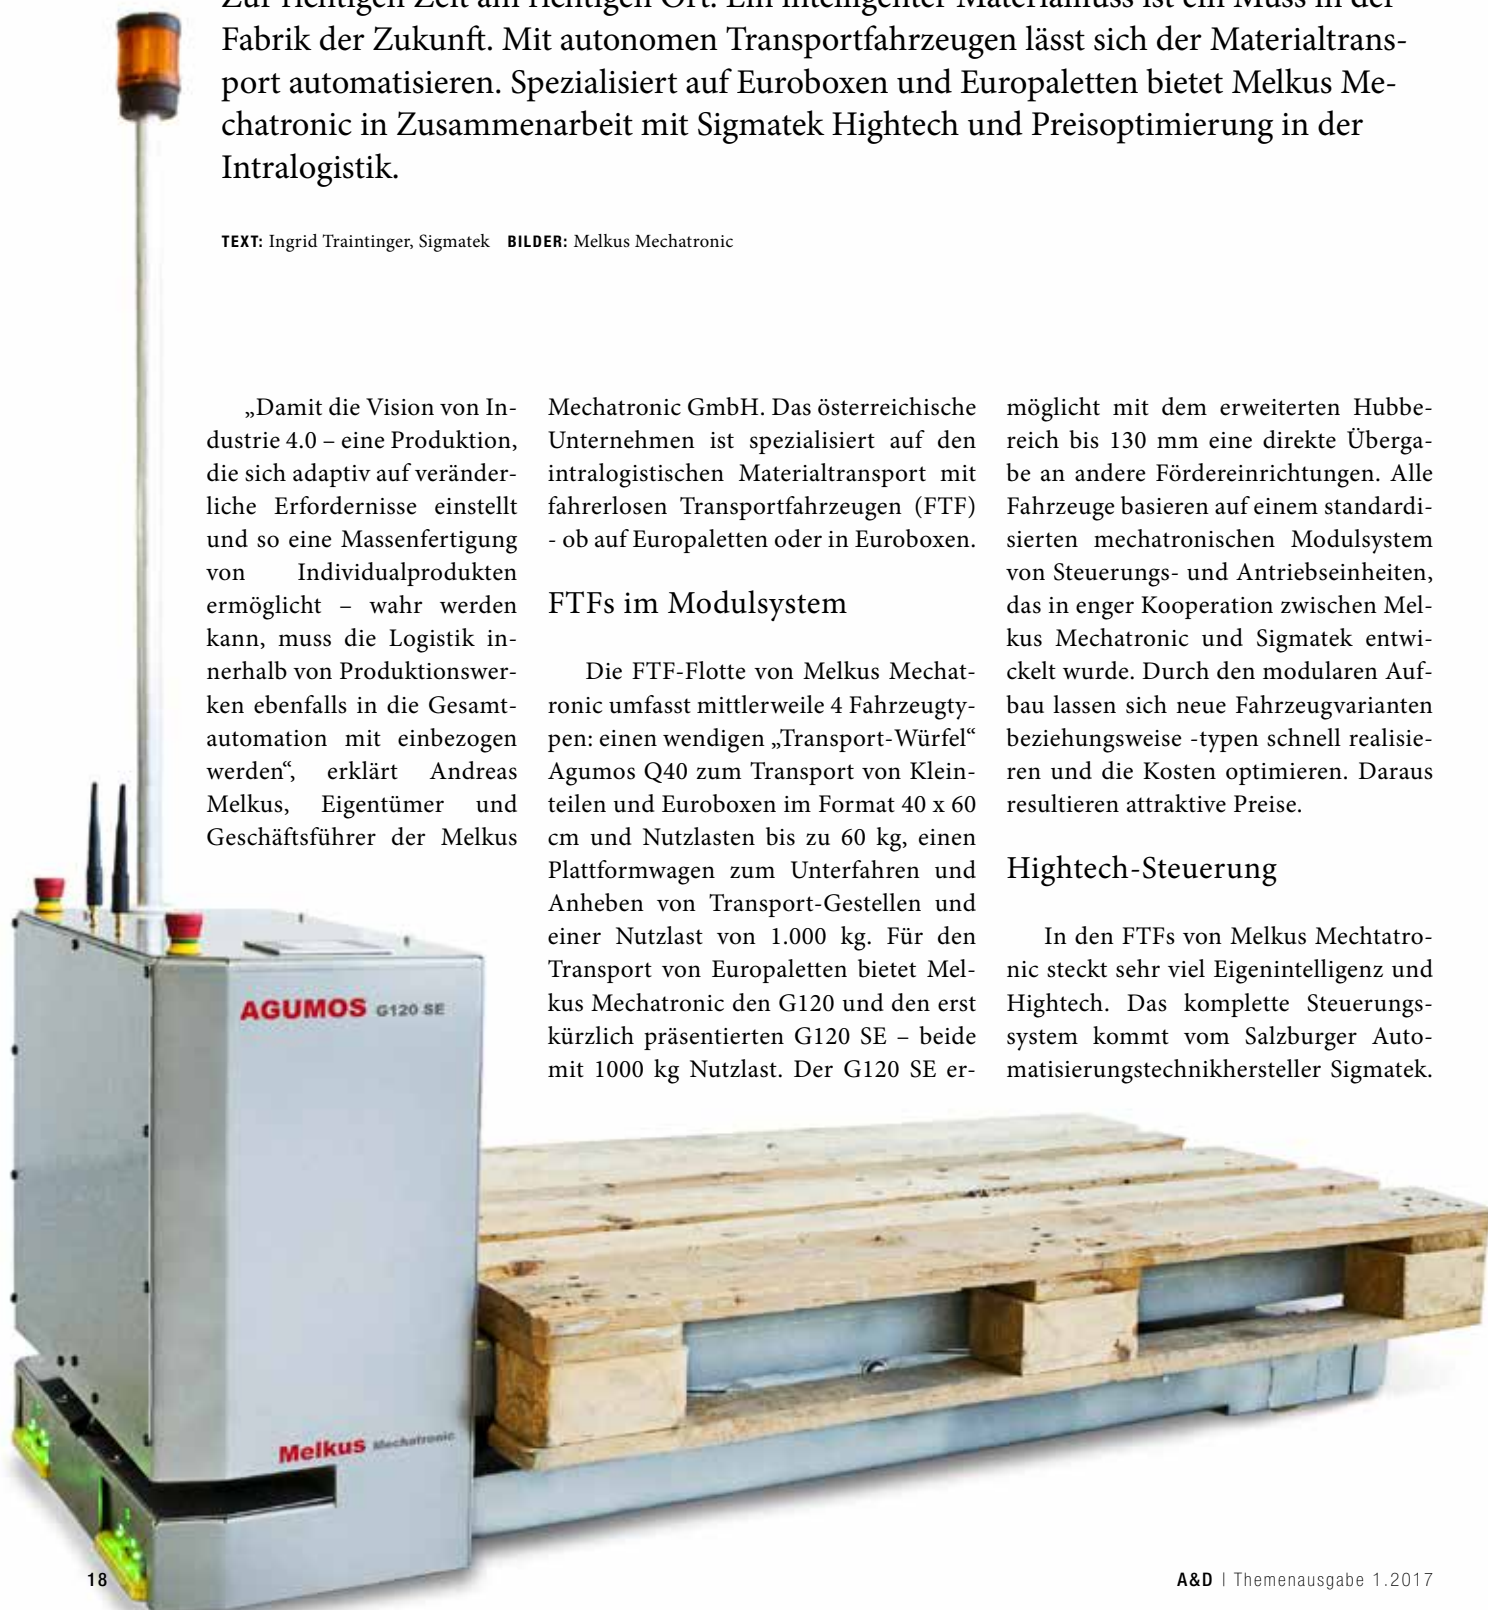 Zur richtigen Zeit am richtigen Ort: Ein intelligenter Materialfluss ist ein Muss in der
Fabrik der Zukunft. Mit autonomen Transportfahrzeugen lässt sich der Materialtrans-
port automatisieren. Spezialisiert auf Euroboxen und Europaletten bietet Melkus Me-
chatronic in Zusammenarbeit mit Sigmatek Hightech und Preisoptimierung in der
Intralogistik.
TEXT: Ingrid Traintinger, Sigmatek BILDER: Melkus Mechatronic
„Damit die Vision von In-
dustrie 4.0 – eine Produktion,
die sich adaptiv auf veränder-
liche Erfordernisse einstellt
und so eine Massenfertigung
von Individualprodukten
ermöglicht – wahr werden
kann, muss die Logistik in-
nerhalb von Produktionswer-
ken ebenfalls in die Gesamt-
automation mit einbezogen
werden“, erklärt Andreas
Melkus, Eigentümer und
Geschäftsführer der Melkus
Mechatronic GmbH. Das österreichische
Unternehmen ist spezialisiert auf den
intralogistischen Materialtransport mit
fahrerlosen Transportfahrzeugen (FTF)
- ob auf Europaletten oder in Euroboxen.
FTFs im Modulsystem
Die FTF-Flotte von Melkus Mechat-
ronic umfasst mittlerweile 4 Fahrzeugty-
pen: einen wendigen „Transport-Würfel“
Agumos Q40 zum Transport von Klein-
teilen und Euroboxen im Format 40 x 60
cm und Nutzlasten bis zu 60 kg, einen
Plattformwagen zum Unterfahren und
Anheben von Transport-Gestellen und
einer Nutzlast von 1.000 kg. Für den
Transport von Europaletten bietet Mel-
kus Mechatronic den G120 und den erst
kürzlich präsentierten G120 SE – beide
mit 1000 kg Nutzlast. Der G120 SE er-
möglicht mit dem erweiterten Hubbe-
reich bis 130 mm eine direkte Überga-
be an andere Fördereinrichtungen. Alle
Fahrzeuge basieren auf einem standardi-
sierten mechatronischen Modulsystem
von Steuerungs- und Antriebseinheiten,
das in enger Kooperation zwischen Mel-
kus Mechatronic und Sigmatek entwi-
ckelt wurde. Durch den modularen Auf-
bau lassen sich neue Fahrzeugvarianten
beziehungsweise -typen schnell realisie-
ren und die Kosten optimieren. Daraus
resultieren attraktive Preise.
Hightech-Steuerung
In den FTFs von Melkus Mechtatro-
nic steckt sehr viel Eigenintelligenz und
Hightech. Das komplette Steuerungs-
system kommt vom Salzburger Auto-
matisierungstechnikhersteller Sigmatek.
AGUMOS G120 SE
Melkus Mechatronic
18
A&D | Themenausgabe 1.2017